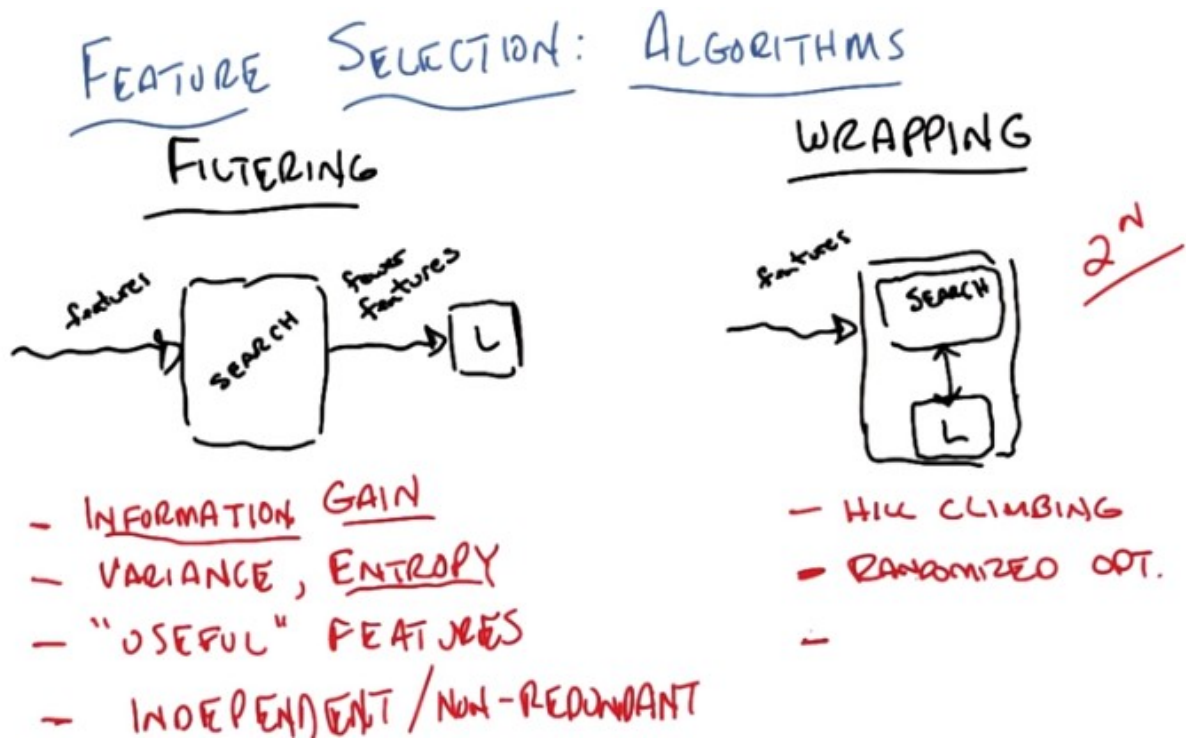 FEATURE SELECTION: ALGORITHMS
FILTERING
features
SEARCH
fewer
features
L
- INFORMATION GAIN
- VARIANCE, ENTROPY
- "USEFUL" FEATURES
- INDEPENDENT/NON-REDUNDANT
WRAPPING
features
SEARCH
L
2^N
- HILL CLIMBING
- RANDOMIZED OPT.
-